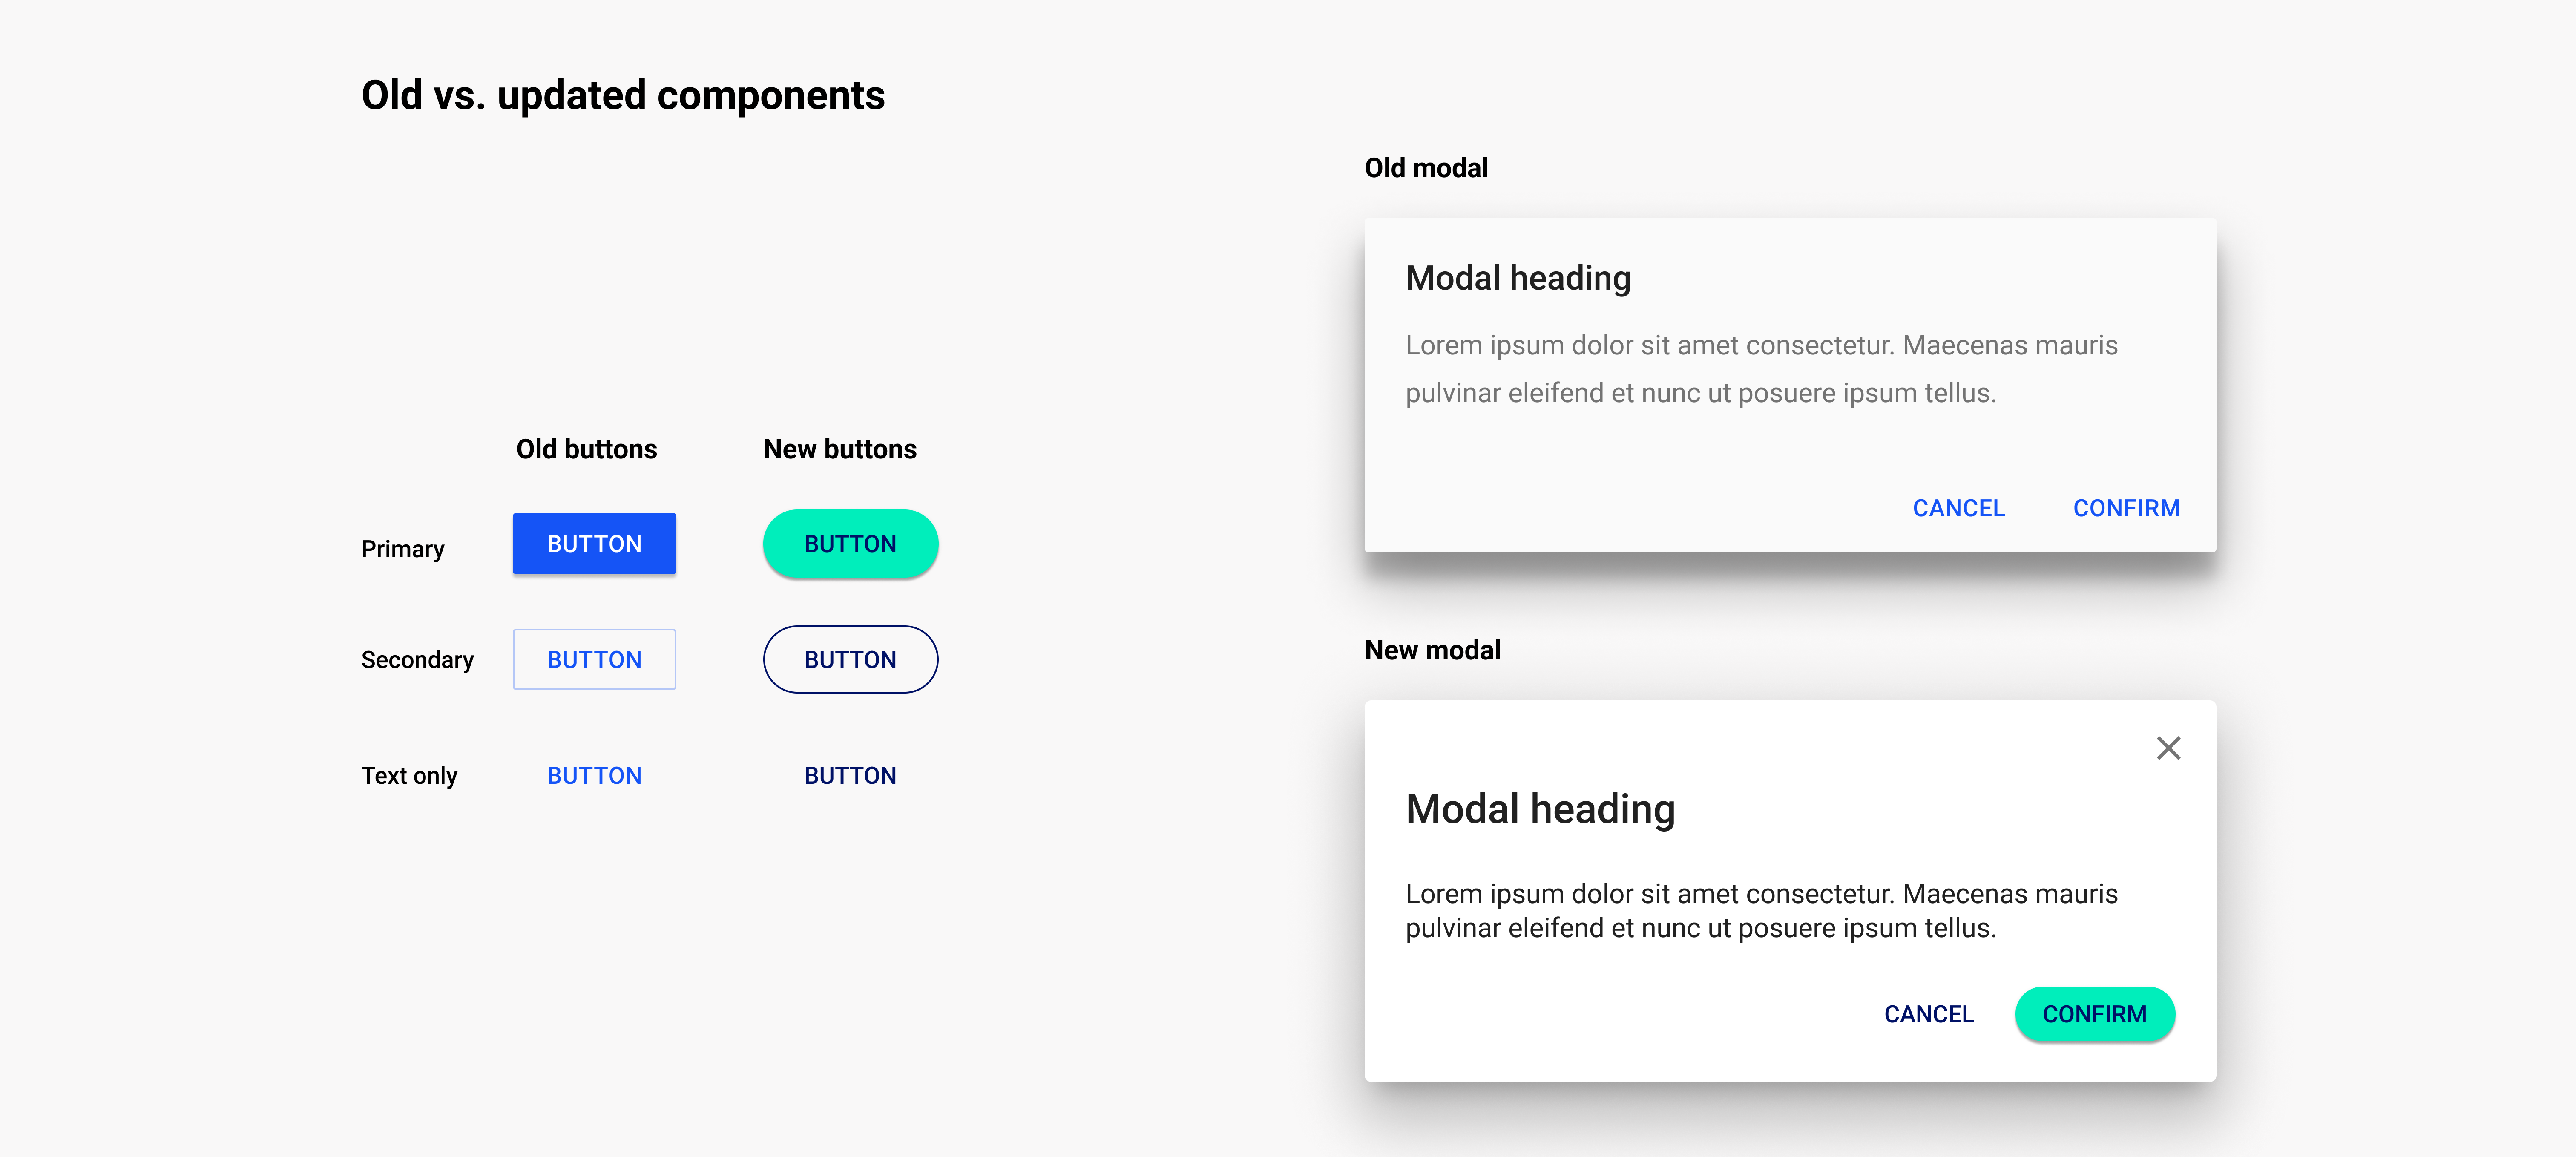 Old vs. updated components
Old buttons
New buttons
Primary
BUTTON
BUTTON
Secondary
BUTTON
BUTTON
Text only
BUTTON
BUTTON
Old modal
Modal heading
Lorem ipsum dolor sit amet consectetur. Maecenas mauris
pulvinar eleifend et nunc ut posuere ipsum tellus.
CANCEL
CONFIRM
New modal
Modal heading
Lorem ipsum dolor sit amet consectetur. Maecenas mauris
pulvinar eleifend et nunc ut posuere ipsum tellus.
CANCEL
CONFIRM